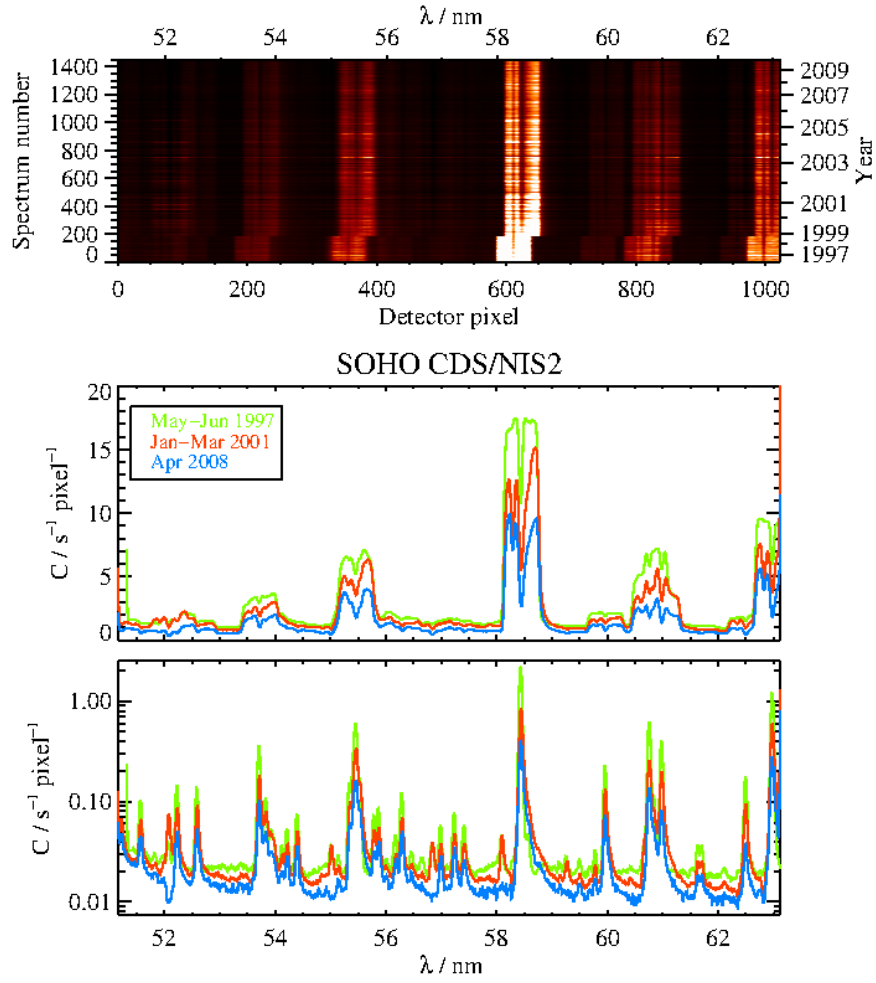 λ / nm
52 54 56 58 60 62
1400
1200
1000
800
600
400
200
0
Spectrum number
2009
2007
2005
2003
2001
1999
1997
Year
0 200 400 600 800 1000
Detector pixel
SOHO CDS/NIS2
20
15
10
5
0
C / s⁻¹ pixel⁻¹
May–Jun 1997
Jan–Mar 2001
Apr 2008
1.00
0.10
0.01
C / s⁻¹ pixel⁻¹
52 54 56 58 60 62
λ / nm